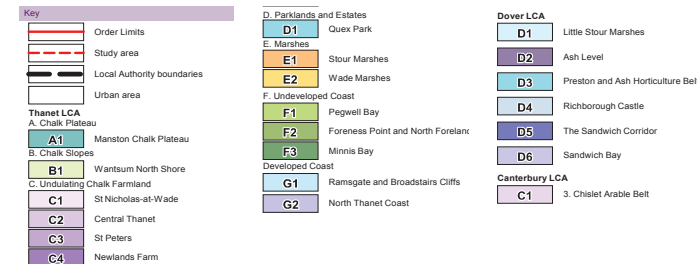 Key
Order Limits
Study area
Local Authority boundaries
Urban area
Thanet LCA
A. Chalk Plateau
A1 Manston Chalk Plateau
B. Chalk Slopes
B1 Wantsum North Shore
C. Undulating Chalk Farmland
C1 St Nicholas-at-Wade
C2 Central Thanet
C3 St Peters
C4 Newlands Farm
D. Parklands and Estates
D1 Quex Park
E. Marshes
E1 Stour Marshes
E2 Wade Marshes
F. Undeveloped Coast
F1 Pegwell Bay
F2 Foreness Point and North Foreland
F3 Minnis Bay
Developed Coast
G1 Ramsgate and Broadstairs Cliffs
G2 North Thanet Coast
Dover LCA
D1 Little Stour Marshes
D2 Ash Level
D3 Preston and Ash Horticulture Bel
D4 Richborough Castle
D5 The Sandwich Corridor
D6 Sandwich Bay
Canterbury LCA
C1 3. Chislet Arable Belt